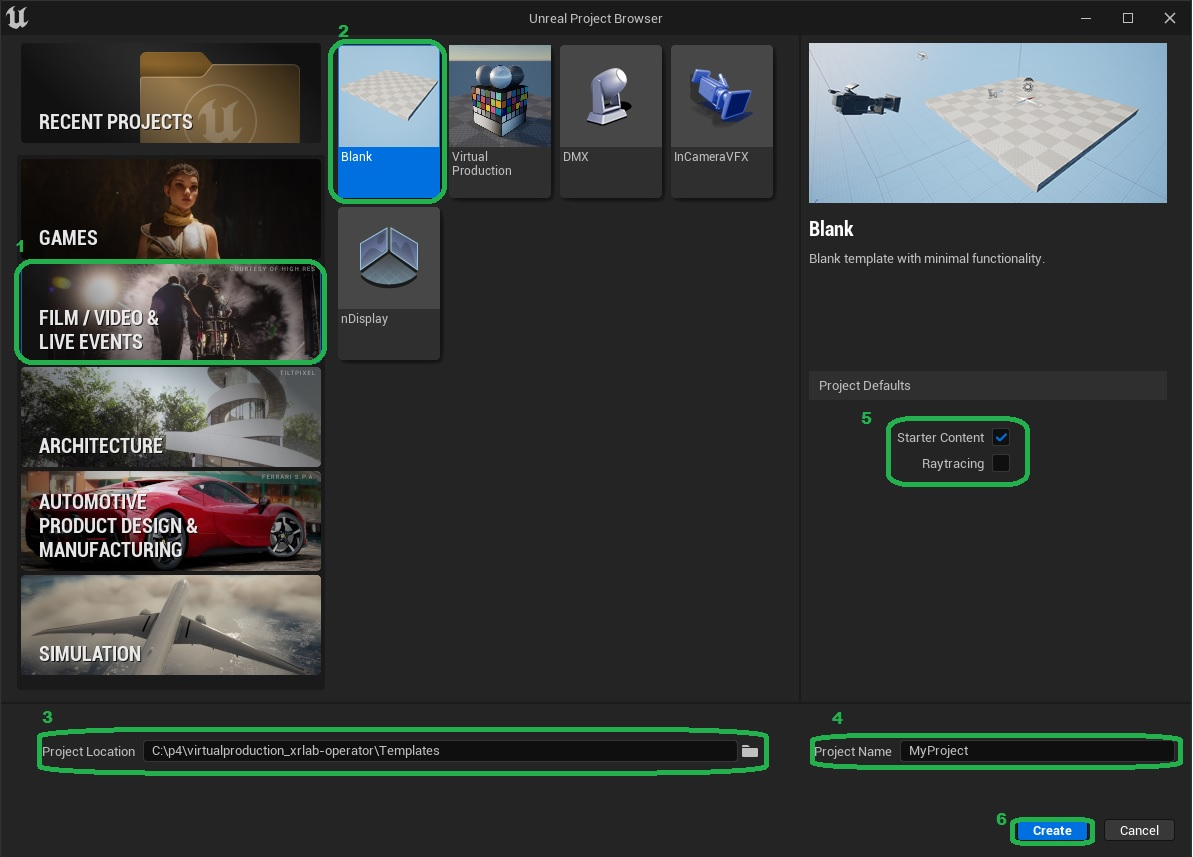 Unreal Project Browser
RECENT PROJECTS
GAMES
1
COURTESY OF HIGH RES
FILM / VIDEO &
LIVE EVENTS
TILTPIXEL
ARCHITECTURE
FERRARI S.P.A.
AUTOMOTIVE
PRODUCT DESIGN &
MANUFACTURING
SIMULATION
2
Blank
Virtual
Production
DMX
InCameraVFX
nDisplay
Blank
Blank template with minimal functionality.
Project Defaults
5
Starter Content
Raytracing
3
Project Location C:\p4\virtualproduction_xrlab-operator\Templates
4
Project Name MyProject
6
Create
Cancel